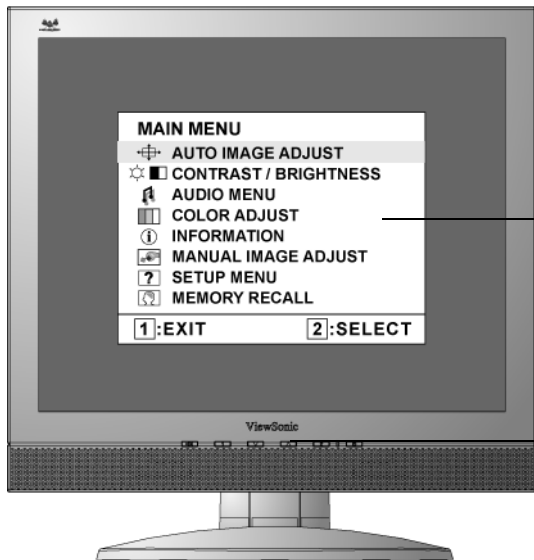 MAIN MENU
AUTO IMAGE ADJUST
CONTRAST / BRIGHTNESS
AUDIO MENU
COLOR ADJUST
INFORMATION
MANUAL IMAGE ADJUST
? SETUP MENU
MEMORY RECALL
1:EXIT 2:SELECT
ViewSonic